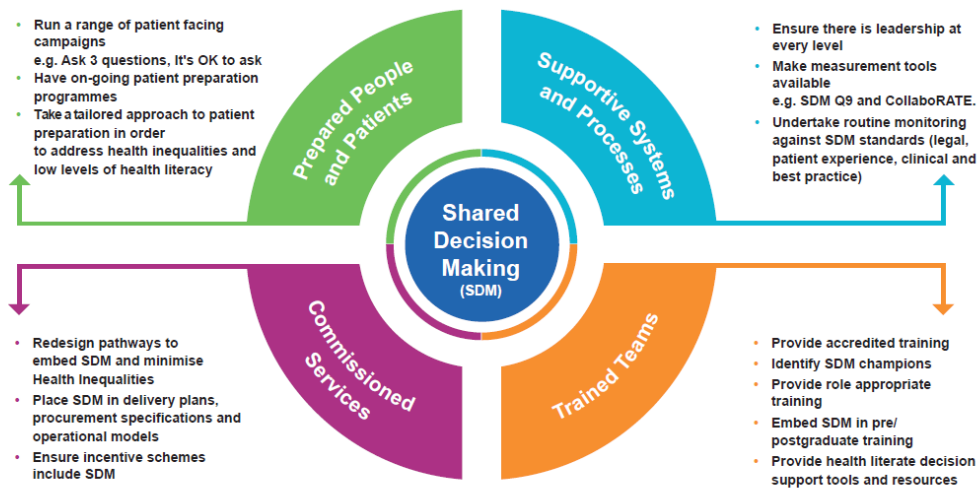 • Run a range of patient facing
campaigns
e.g. Ask 3 questions, It's OK to ask
• Have on-going patient preparation
programmes
• Take a tailored approach to patient
preparation in order
to address health inequalities and
low levels of health literacy
Prepared People
and Patients
Supportive Systems
and Processes
• Ensure there is leadership at
every level
• Make measurement tools
available
e.g. SDM Q9 and CollaboRATE.
• Undertake routine monitoring
against SDM standards (legal,
patient experience, clinical and
best practice)
Shared
Decision
Making
(SDM)
• Redesign pathways to
embed SDM and minimise
Health Inequalities
• Place SDM in delivery plans,
procurement specifications and
operational models
• Ensure incentive schemes
include SDM
Commissioned
Services
Trained Teams
• Provide accredited training
• Identify SDM champions
• Provide role appropriate
training
• Embed SDM in pre/
postgraduate training
• Provide health literate decision
support tools and resources